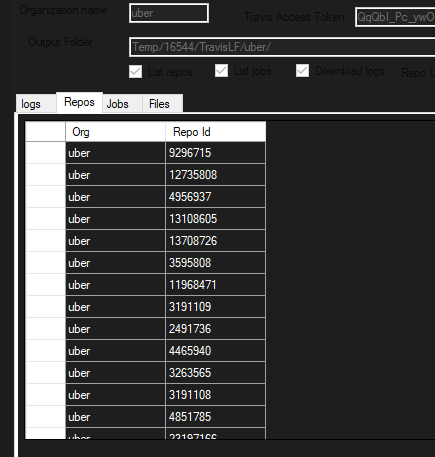 Organization name uber Travis Access Token
Output Folder Temp/16544/TravisLF/uber/
List repos List jobs Download logs Repo
logs Repos Jobs Files
Org Repo Id
uber 9296715
uber 12735808
uber 4956937
uber 13108605
uber 13708726
uber 3595808
uber 11968471
uber 3191109
uber 2491736
uber 4465940
uber 3263565
uber 3191108
uber 4851785
uber 23197166